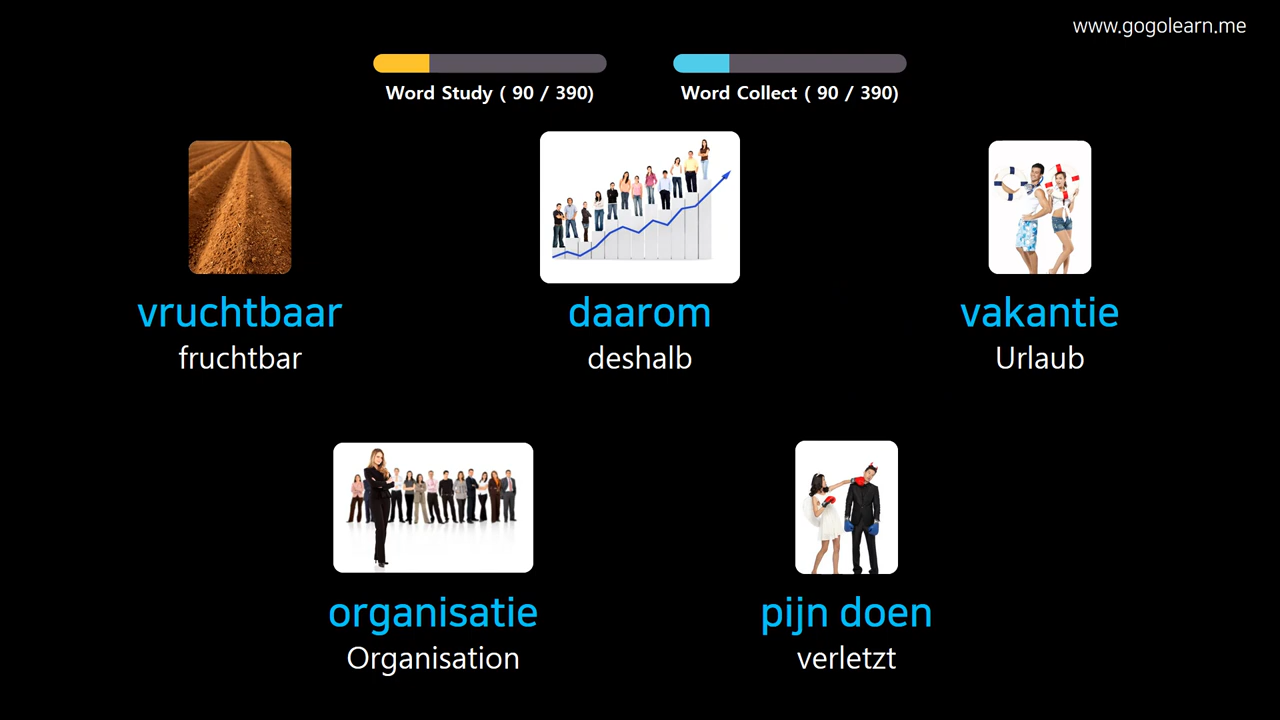 www.gogolearn.me
Word Study ( 90 / 390)
Word Collect ( 90 / 390)
vruchtbaar
fruchtbar
daarom
deshalb
vakantie
Urlaub
organisatie
Organisation
pijn doen
verletzt